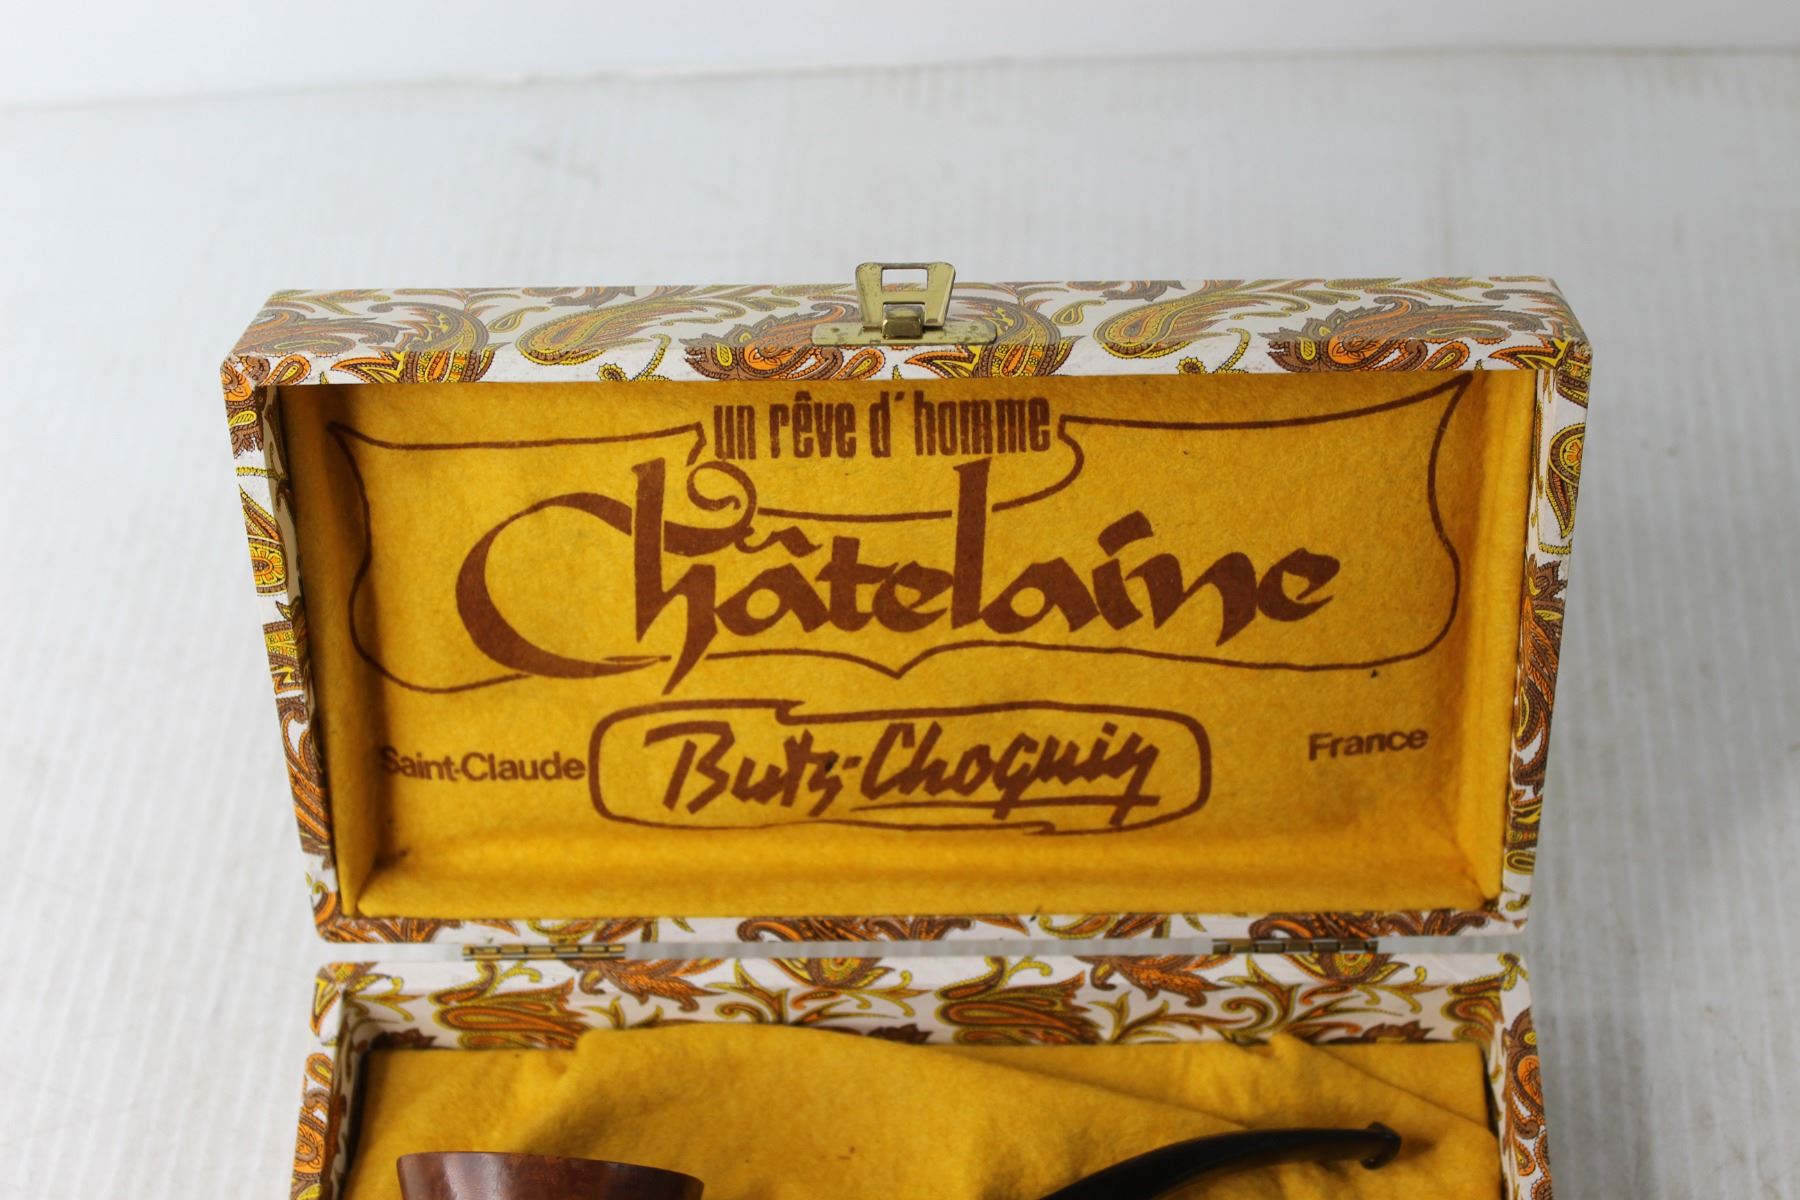 un rêve d'homme
Châtelaine
Saint-Claude Butz-Choquin France